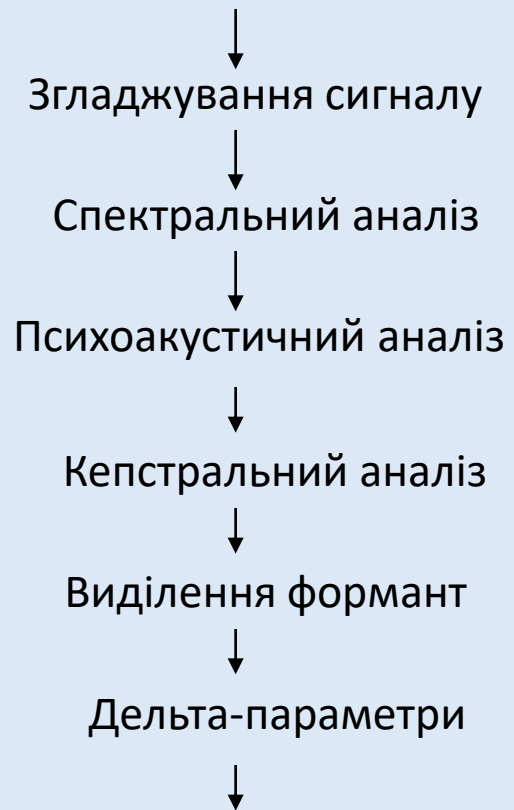 Згладжування сигналу
Спектральний аналіз
Психоакустичний аналіз
Кепстральний аналіз
Виділення формант
Дельта-параметри